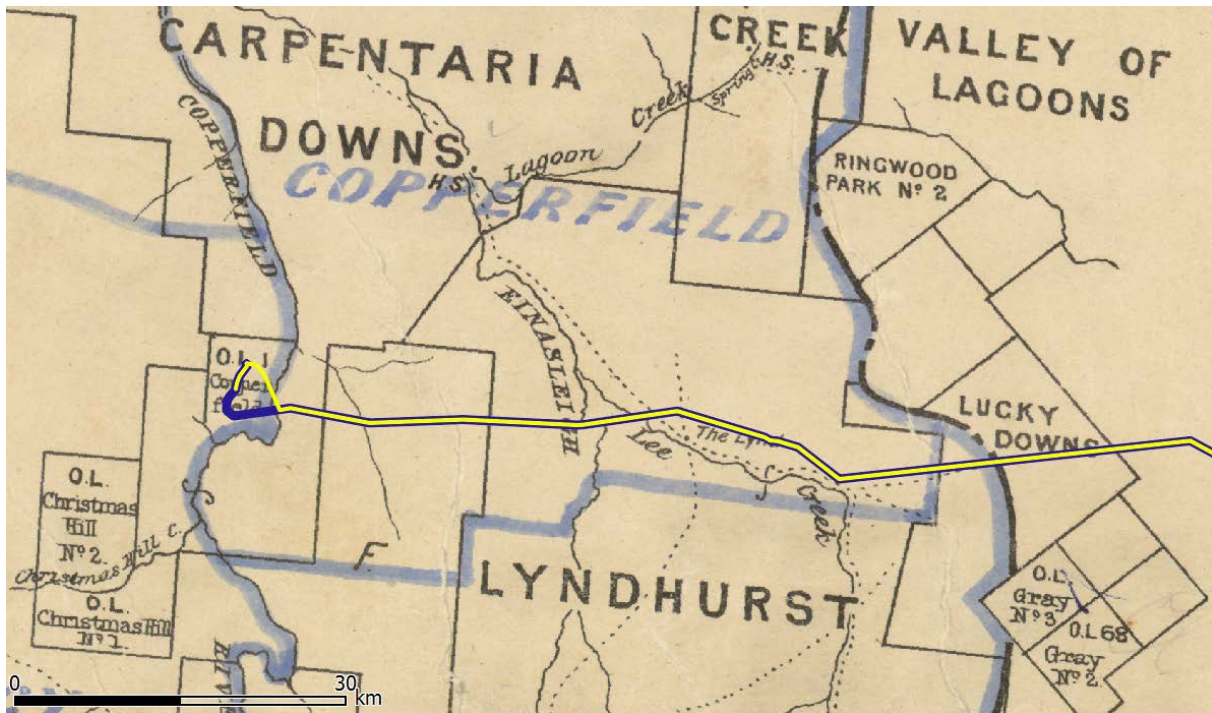 CARPENTARIA
DOWNS.
H.S.
CREEK
H.S.
Spring C.
VALLEY OF
LAGOONS
COPPERFIELD
Lagoon Creek
COPPERFIELD
RINGWOOD
PARK Nº 2
EINASLEIGH
O.L. 1
Copper
field
LUCKY
DOWNS
Lee
Creek
O.L.
Christmas
Hill
Nº 2.
Christmas Hill C.
F.
LYNDHURST
O.L.
Gray
Nº 3
O.L 68
Gray
Nº 2.
O.L.
Christmas Hill
Nº 1.
0
30
km